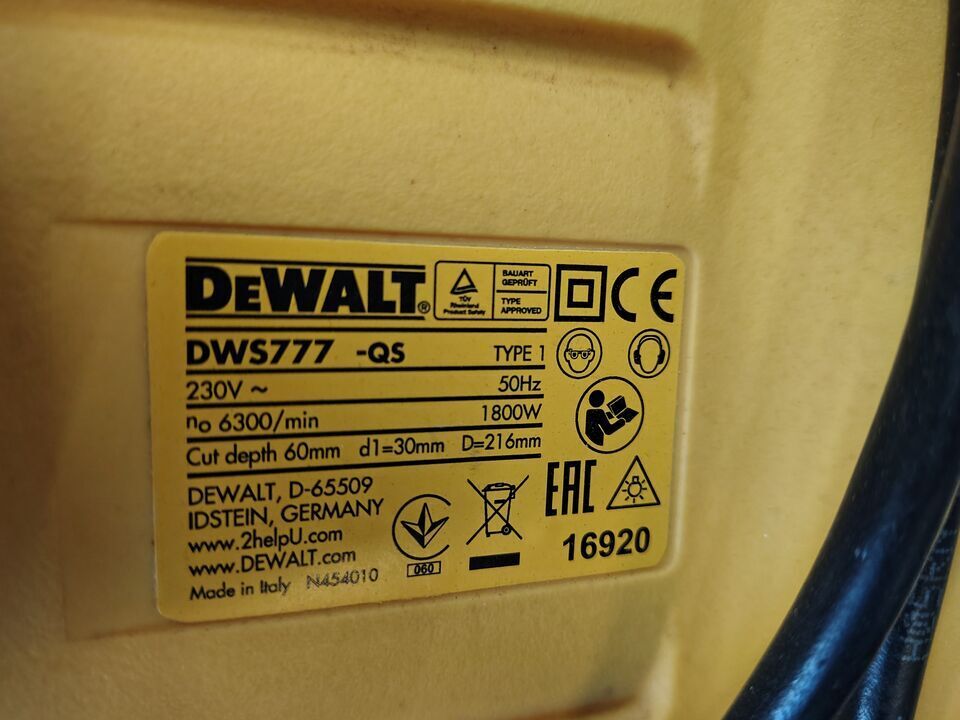 DEWALT®
TÜV
Rheinland
Product Safety
BAUART
GEPRÜFT
TYPE
APPROVED
CE
DWS777 -QS TYPE 1
230V ~ 50Hz
no 6300/min 1800W
Cut depth 60mm d1=30mm D=216mm
DEWALT, D-65509
IDSTEIN, GERMANY
www.2helpU.com
www.DEWALT.com
Made in Italy N454010
060
EAC
16920